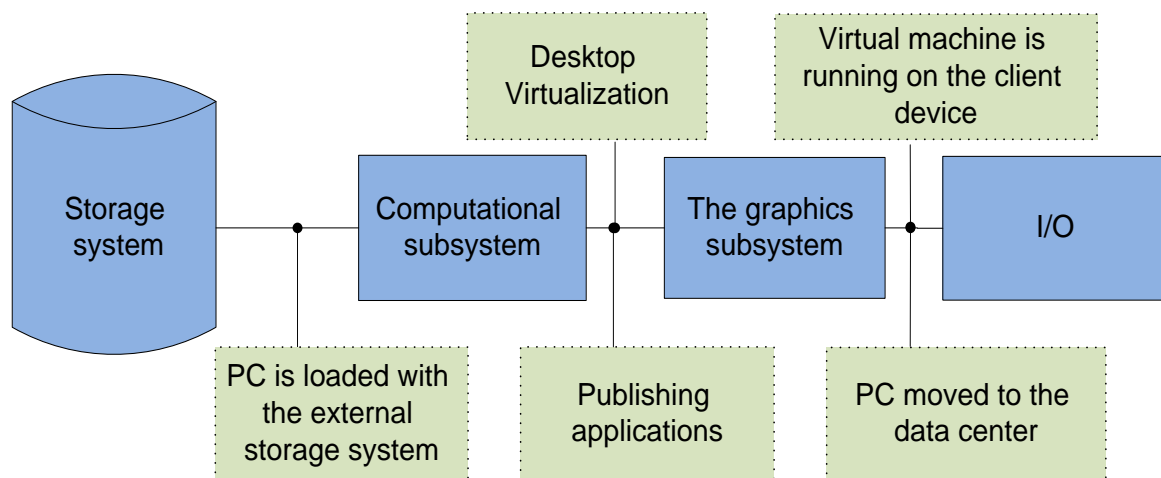 Desktop
Virtualization
Virtual machine is
running on the client
device
Storage
system
Computational
subsystem
The graphics
subsystem
I/O
PC is loaded with
the external
storage system
Publishing
applications
PC moved to the
data center